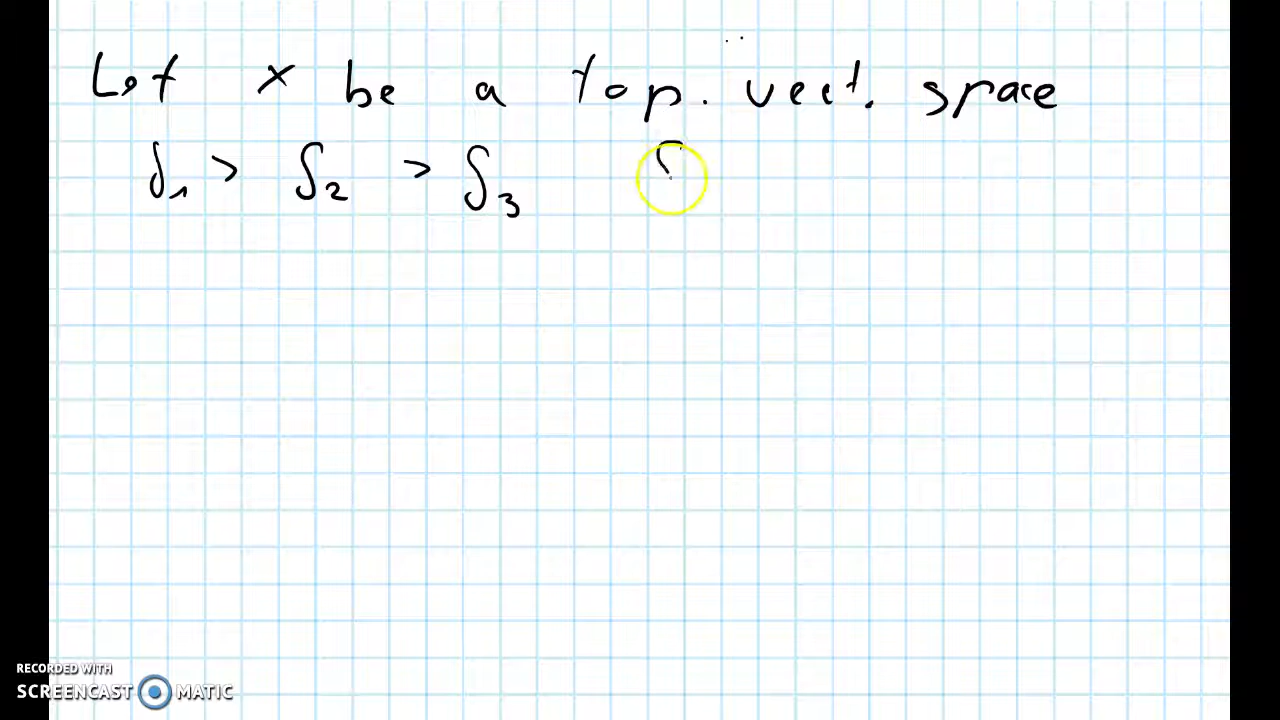 Let x be a top. vect. space
δ₁ > δ₂ > δ₃ δ
RECORDED WITH
SCREENCAST MATIC